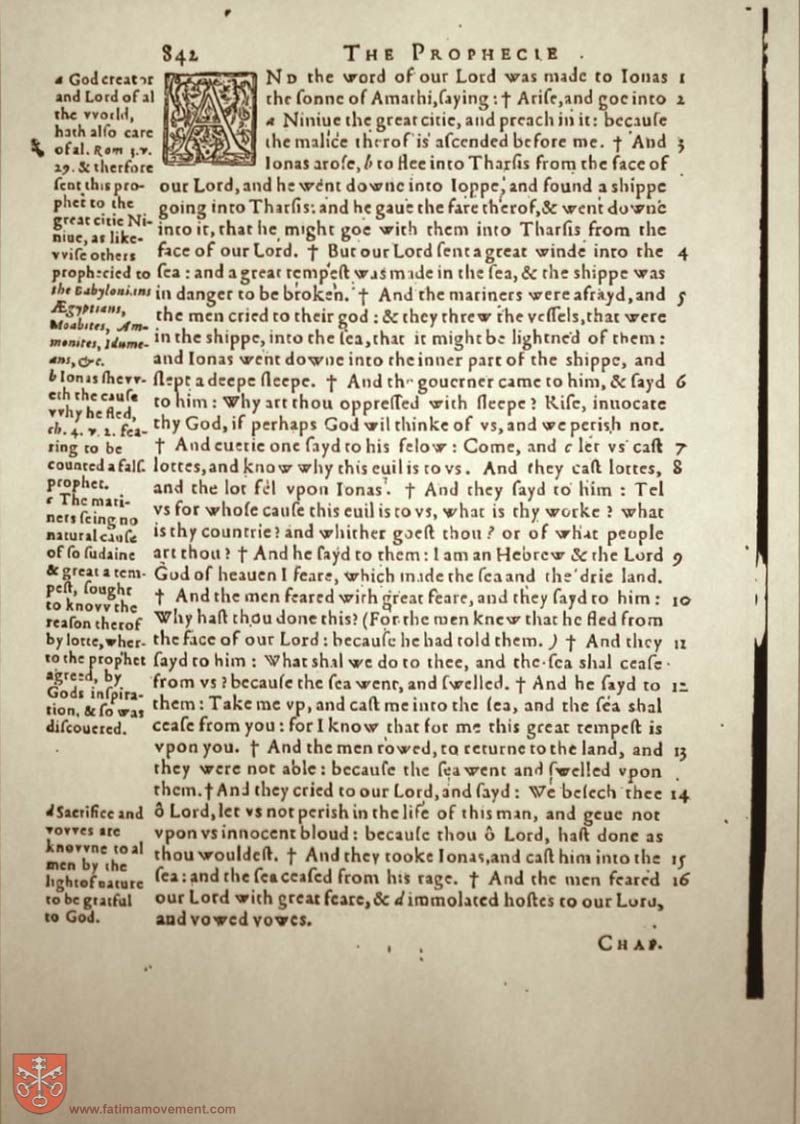 842 THE PROPHECIE .
AND the word of our Lord was made to Ionas 1
the sonne of Amathi, ſaying : † Ariſe, and goe into 2
a Niniue the great citie, and preach in it: becauſe
the malice therof is aſcended before me. † And 3
Ionas aroſe, b to flee into Tharſis from the face of
our Lord, and he went downe into Ioppe, and found a shippe
going into Tharſis: and he gaue the fare therof, & went downe
into it, that he might goe with them into Tharſis from the
face of our Lord. † But our Lord ſent a great winde into the 4
ſea : and a great tempeſt was made in the ſea, & the shippe was
in danger to be broken. † And the mariners were afrayd, and 5
the men cried to their god : & they threw the veſſels, that were
in the shippe, into the ſea, that it might be lightned of them :
and Ionas went downe into the inner part of the shippe, and
ſlept a deepe ſleepe. † And the gouerner came to him, & ſayd 6
to him : Why art thou oppreſſed with ſleepe? Riſe, inuocate
thy God, if perhaps God wil thinke of vs, and we perish not.
† And euerie one ſayd to his felow : Come, and c let vs caſt 7
lottes, and know why this euil is to vs. And they caſt lottes, 8
and the lot fel vpon Ionas. † And they ſayd to him : Tel
vs for whoſe cauſe this euil is to vs, what is thy worke ? what
is thy countrie? and whither goeſt thou? or of what people
art thou? † And he ſayd to them : I am an Hebrew & the Lord 9
God of heauen I feare, which made the ſea and the drie land.
† And the men feared with great feare, and they ſayd to him : 10
Why haſt thou done this? (For the men knew that he fled from
the face of our Lord : becauſe he had told them.) † And they 11
ſayd to him : What shal we do to thee, and the ſea shal ceaſe
from vs? becauſe the ſea went, and ſwelled. † And he ſayd to 12
them : Take me vp, and caſt me into the ſea, and the ſea shal
ceaſe from you : for I know that for me this great tempeſt is
vpon you. † And the men rowed, to returne to the land, and 13
they were not able : becauſe the ſea went and ſwelled vpon
them. † And they cried to our Lord, and ſayd : We beſech thee 14
ô Lord, let vs not perish in the life of this man, and geue not
vpon vs innocent bloud : becauſe thou ô Lord, haſt done as
thou wouldeſt. † And they tooke Ionas, and caſt him into the 15
ſea : and the ſea ceaſed from his rage. † And the men feared 16
our Lord with great feare, & d immolated hoſtes to our Lord,
and vowed vowes.
CHAP.
a God creator
and Lord of al
the vvorld,
hath alſo care
of al. Rom 3. v.
29. & therfore
ſent this pro-
phet to the
great citie Ni-
niue, as like-
vviſe others
prophecied to
the Babylonians
Ægyptians,
Moabites, Am-
monites, Idume-
ans, &c.
b Ionas shevv-
eth the cauſe
vvhy he fled,
ch. 4. v. 2. fea-
ring to be
counted a falſ.
prophet.
c The mari-
ners ſeing no
natural cauſe
of ſo ſudaine
& great a tem-
peſt, ſought
to knovv the
reaſon therof
by lotte, wher-
to the prophet
agreed, by
Gods inſpira-
tion, & ſo was
diſcouered.
d Sacrifice and
vovves are
knovvne to al
men by the
light of nature
to be gratful
to God.
www.fatimamovement.com